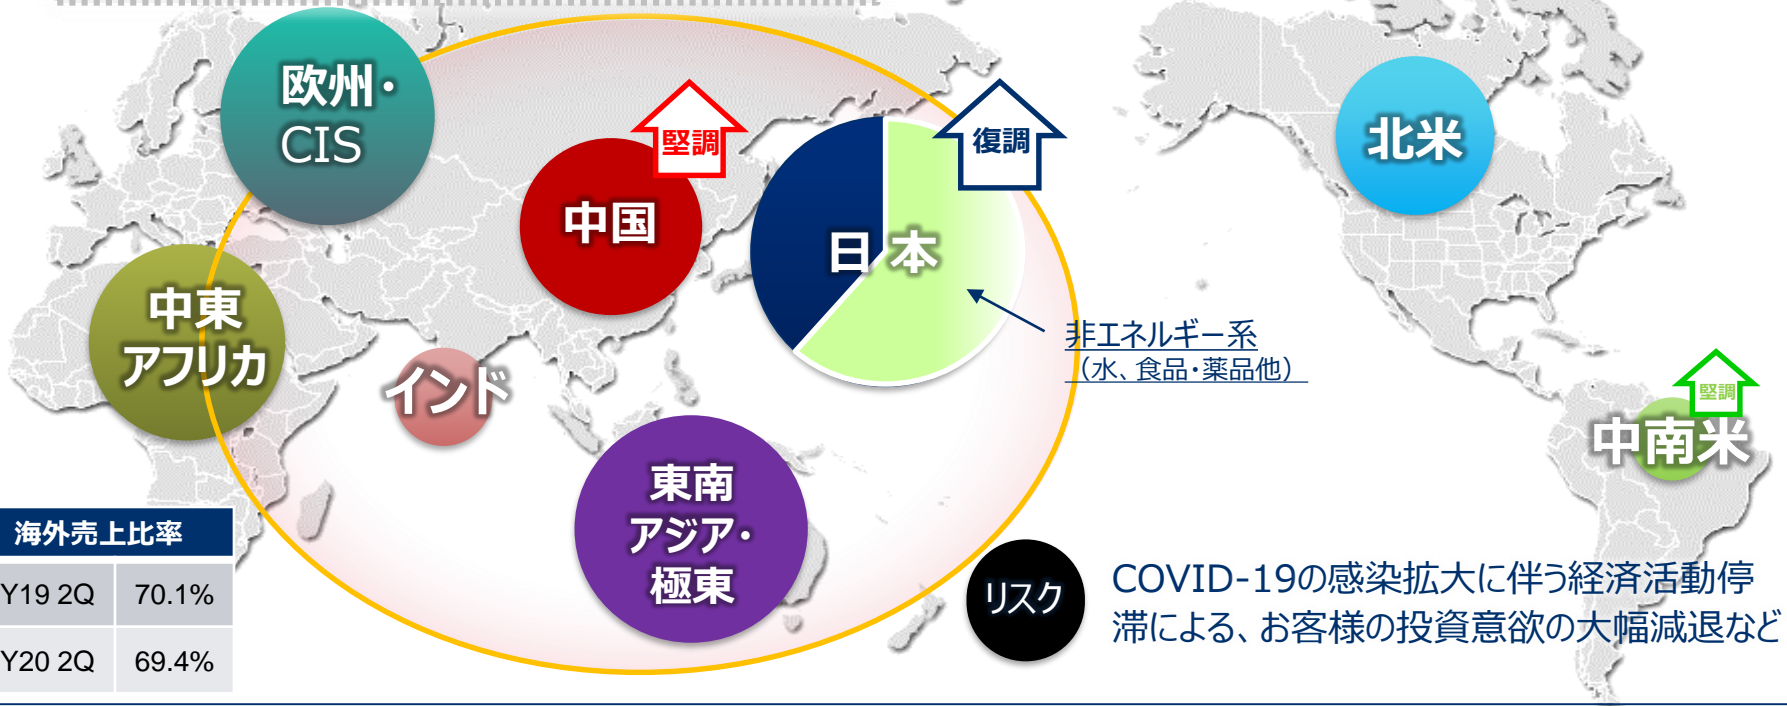 欧州・
CIS
堅調
復調
北米
中国
日本
中東
アフリカ
インド
非エネルギー系
（水、食品・薬品他）
堅調
中南米
東南
アジア・
極東
海外売上比率
Y19 2Q 70.1%
Y20 2Q 69.4%
リスク
COVID-19の感染拡大に伴う経済活動停
滞による、お客様の投資意欲の大幅減退など